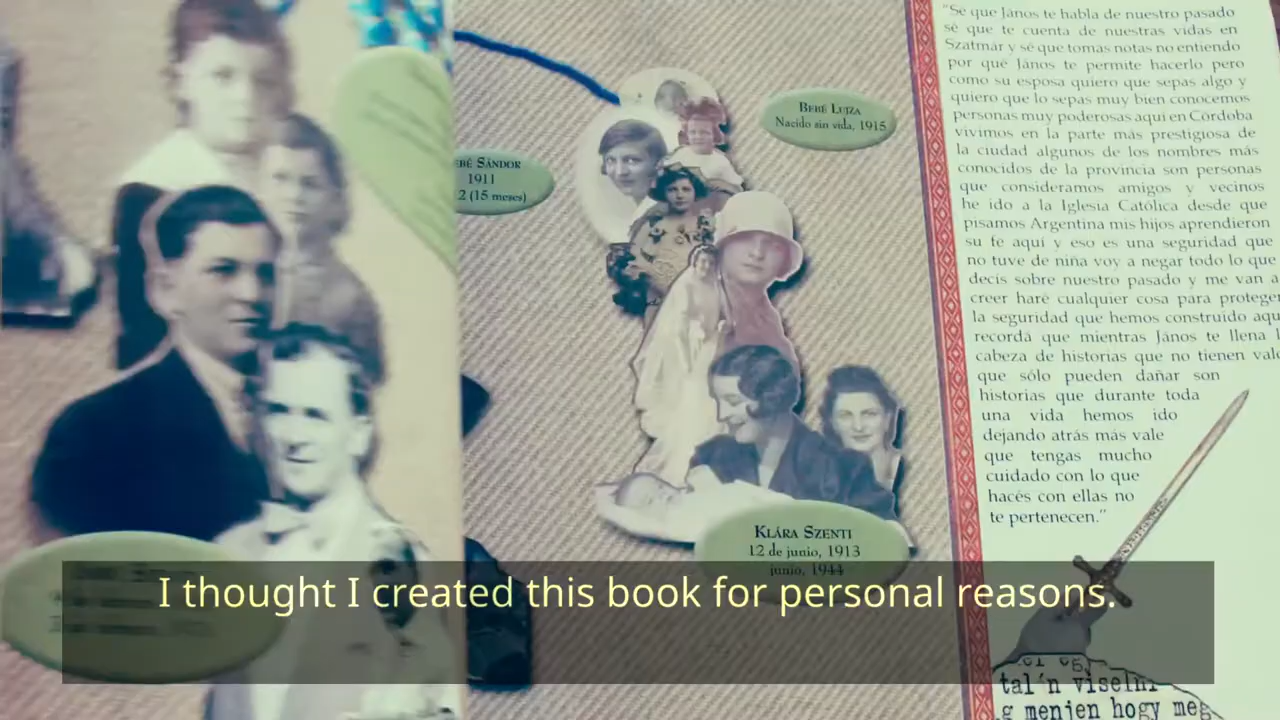 BEBÉ LUIZA
Nacido sin vida, 1915
EBÉ SÁNDOR
1911
2 (15 meses)
KLÁRA SZENTI
12 de junio, 1913
junio, 1944
"Sé que János te habla de nuestro pasado
sé que te cuenta de nuestras vidas en
Szatmár y sé que tomás notas no entiendo
por qué János te permite hacerlo pero
como su esposa quiero que sepas algo y
quiero que lo sepas muy bien conocemos
personas muy poderosas aquí en Córdoba
vivimos en la parte más prestigiosa de
la ciudad algunos de los nombres más
conocidos de la provincia son personas
que consideramos amigos y vecinos
he ido a la Iglesia Católica desde que
pisamos Argentina mis hijos aprendieron
su fe aquí y eso es una seguridad que
no tuve de niña voy a negar todo lo que
decís sobre nuestro pasado y me van a
creer haré cualquier cosa para proteger
la seguridad que hemos construído aqu
recordá que mientras János te llena l
cabeza de historias que no tienen valo
que sólo pueden dañar son
historias que durante toda
una vida hemos ido
dejando atrás más vale
que tengas mucho
cuidado con lo que
hacés con ellas no
te pertenecen."
tal'n viselni
g menjen hogy meg
I thought I created this book for personal reasons.